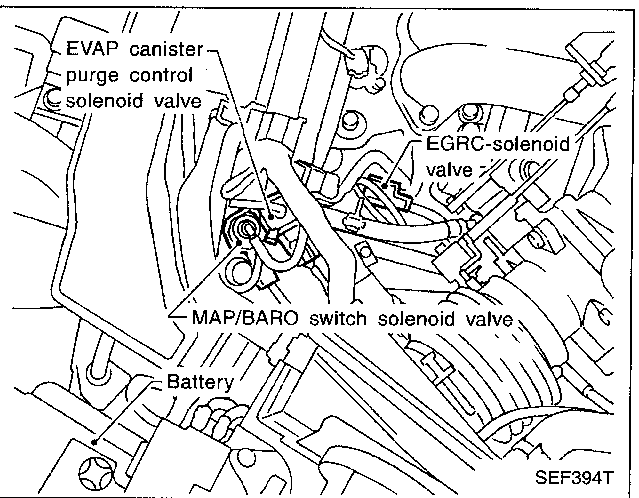 EVAP canister
purge control
solenoid valve
EGRC-solenoid
valve
MAP/BARO switch solenoid valve
Battery
SEF394T